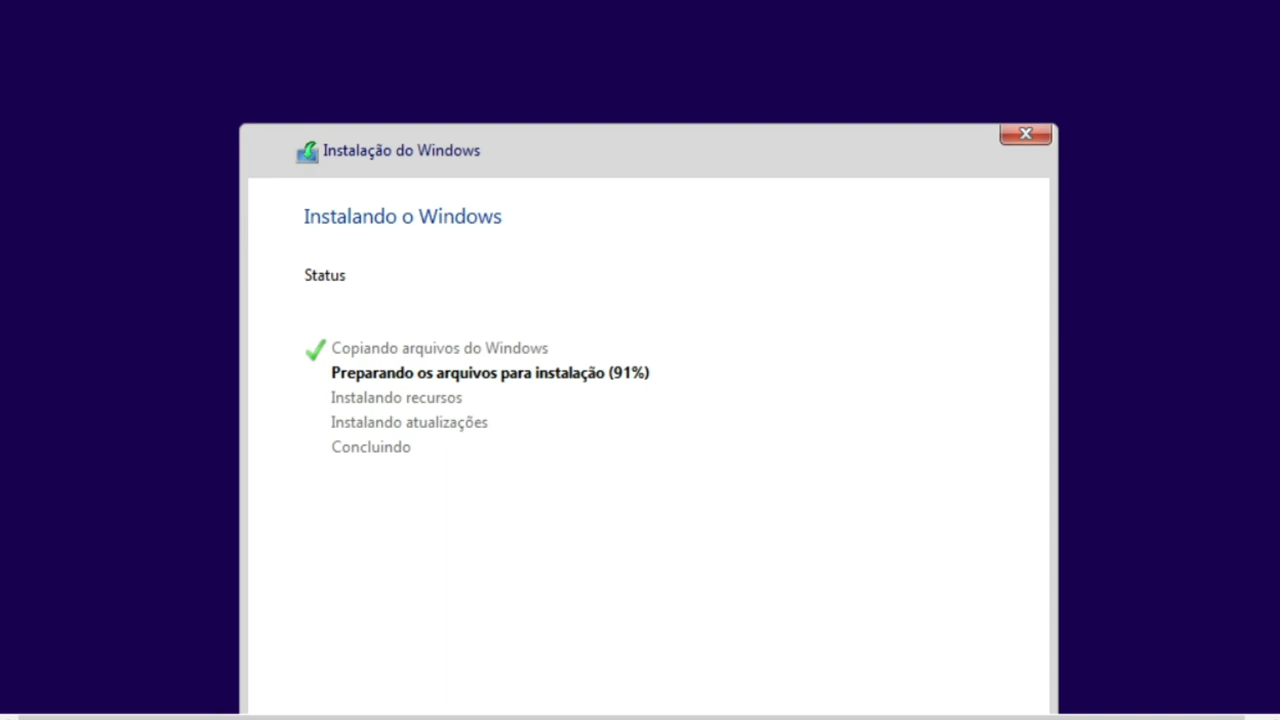 Instalação do Windows
Instalando o Windows
Status
Copiando arquivos do Windows
Preparando os arquivos para instalação (91%)
Instalando recursos
Instalando atualizações
Concluindo